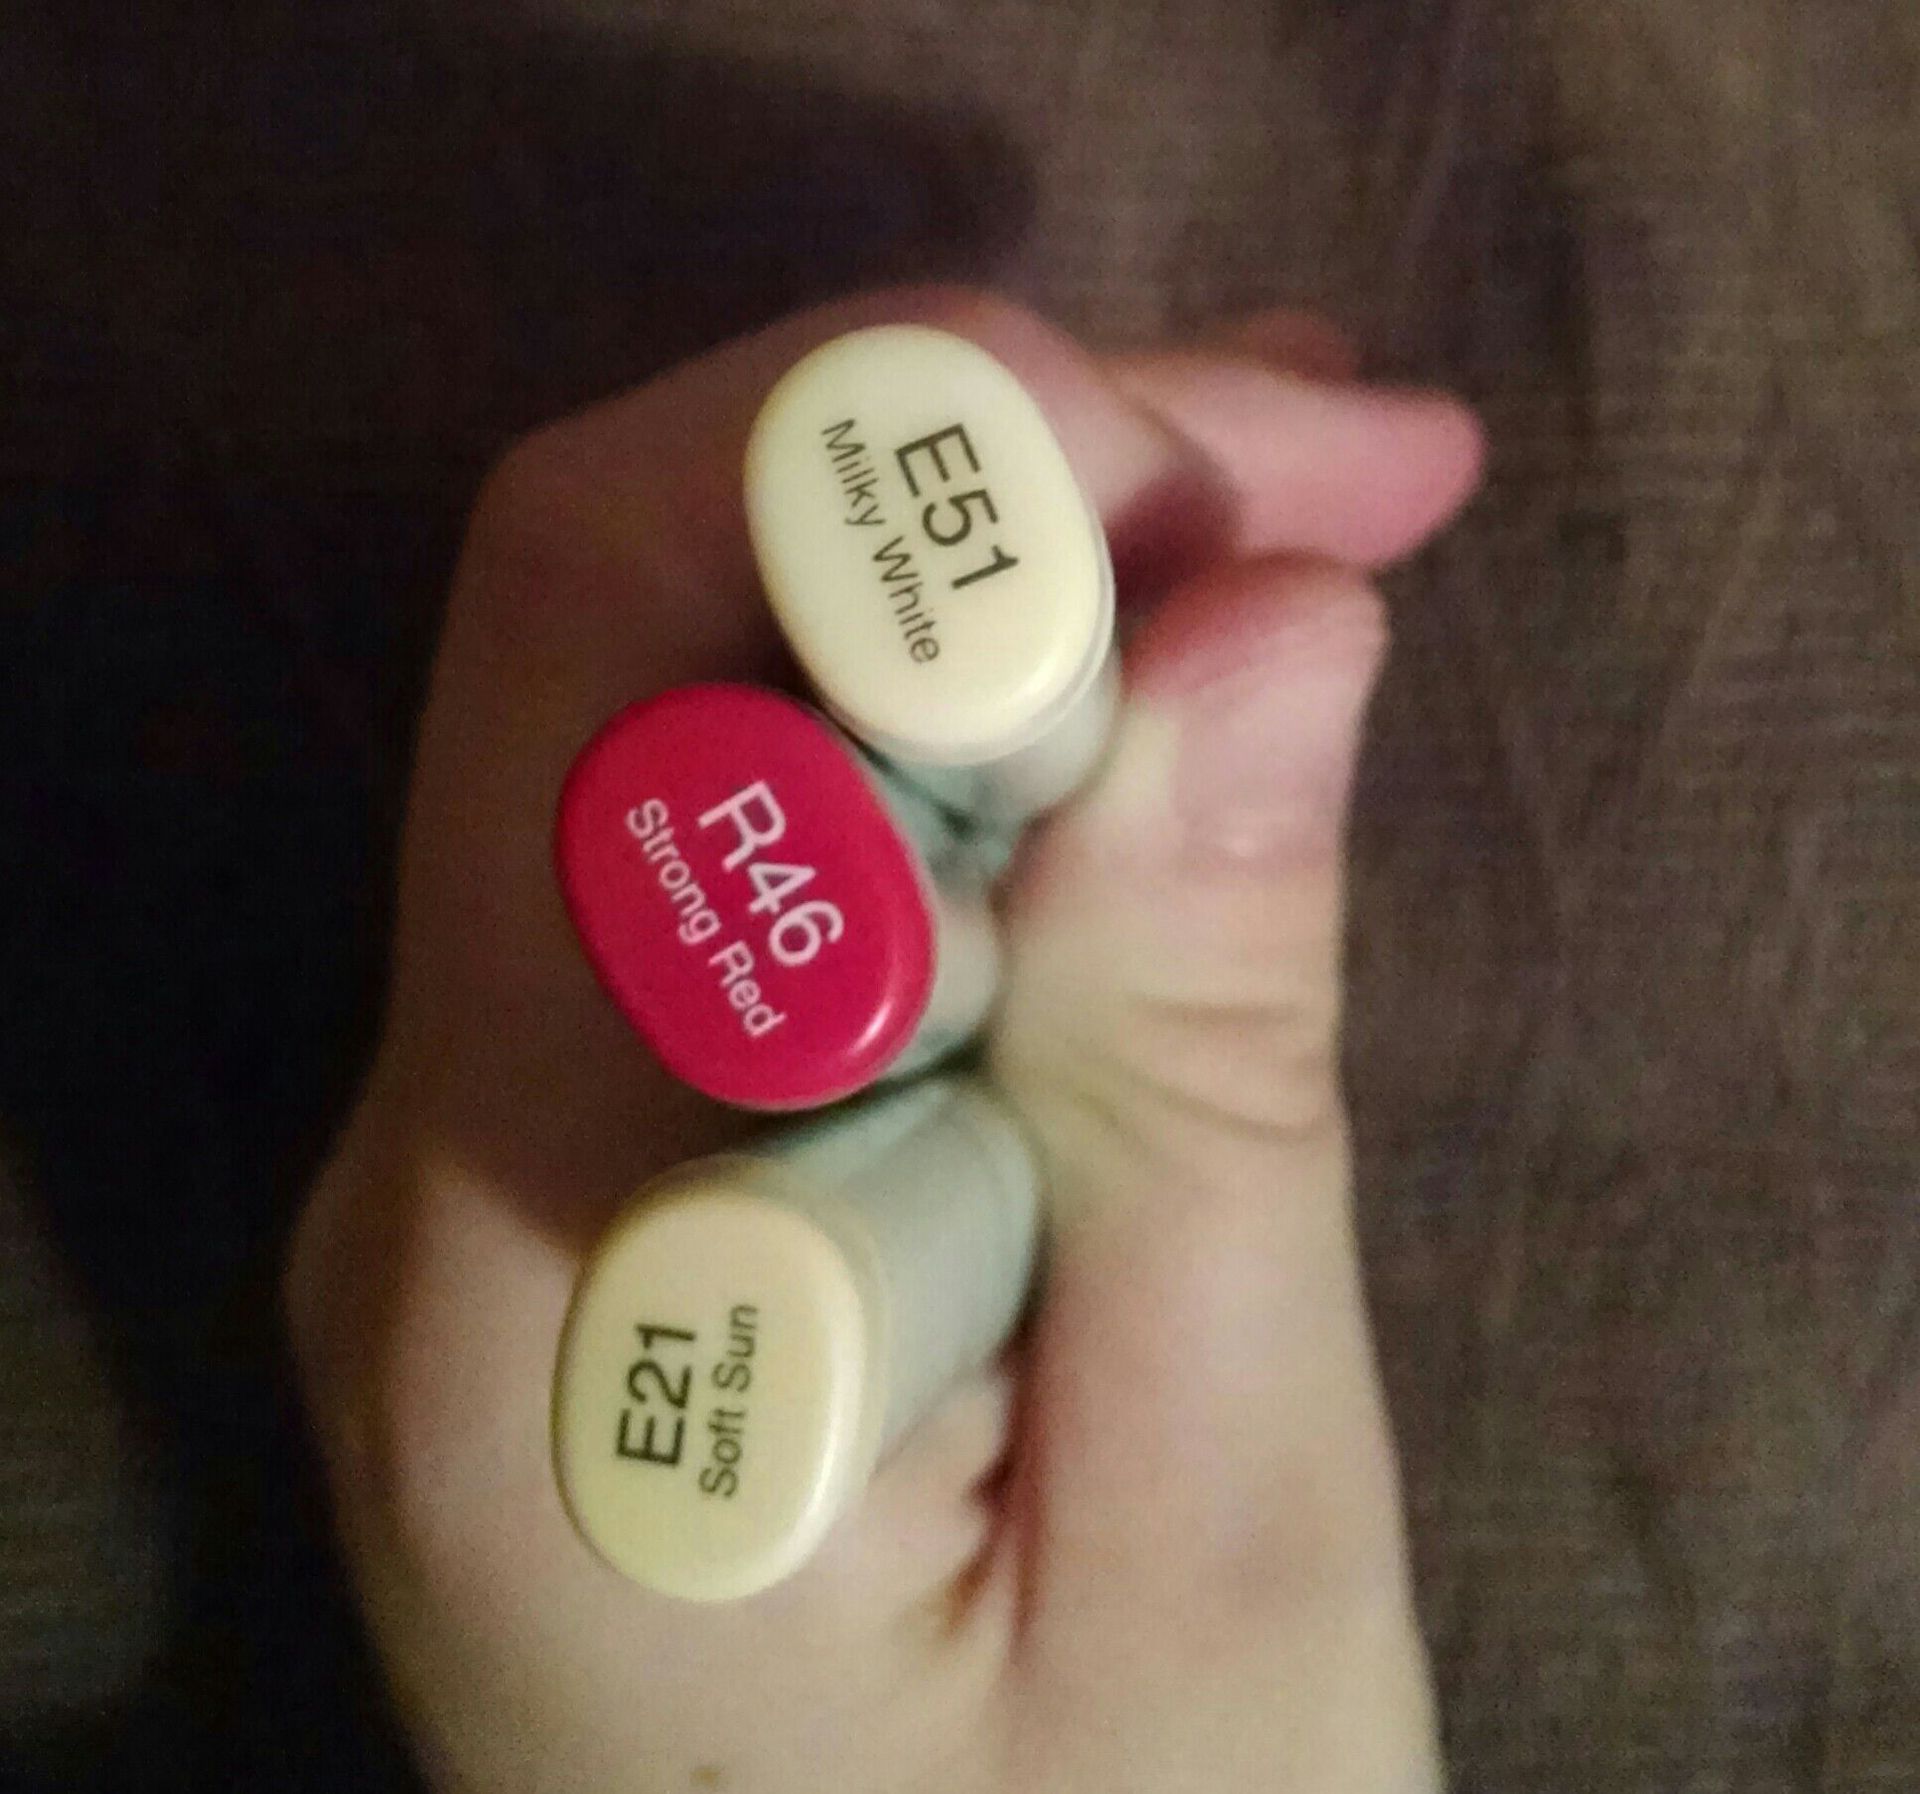 E51
Milky White
R46
Strong Red
E21
Soft Sun